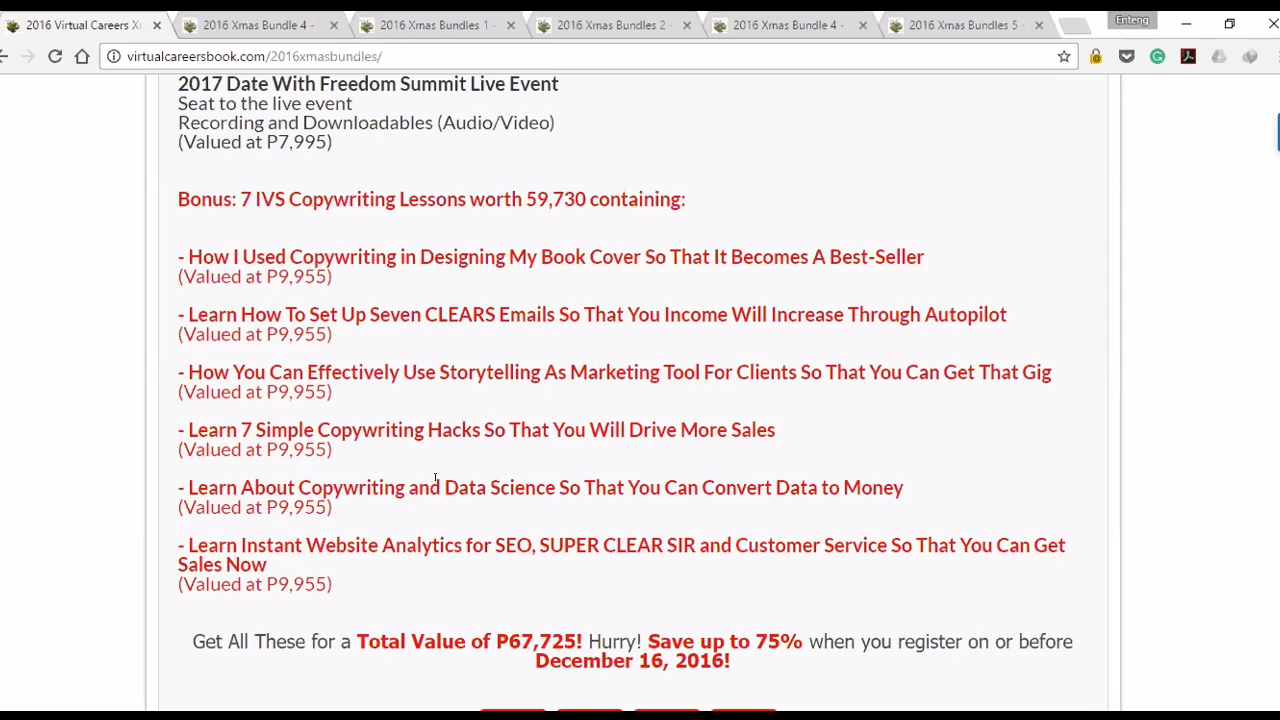 2016 Virtual Careers X
2016 Xmas Bundle 4 -
2016 Xmas Bundles 1 -
2016 Xmas Bundles 2 -
2016 Xmas Bundle 4 -
2016 Xmas Bundles 5 -
Enteng
virtualcareersbook.com/2016xmasbundles/
2017 Date With Freedom Summit Live Event
Seat to the live event
Recording and Downloadables (Audio/Video)
(Valued at P7,995)
Bonus: 7 IVS Copywriting Lessons worth 59,730 containing:
- How I Used Copywriting in Designing My Book Cover So That It Becomes A Best-Seller
(Valued at P9,955)
- Learn How To Set Up Seven CLEARS Emails So That You Income Will Increase Through Autopilot
(Valued at P9,955)
- How You Can Effectively Use Storytelling As Marketing Tool For Clients So That You Can Get That Gig
(Valued at P9,955)
- Learn 7 Simple Copywriting Hacks So That You Will Drive More Sales
(Valued at P9,955)
- Learn About Copywriting and Data Science So That You Can Convert Data to Money
(Valued at P9,955)
- Learn Instant Website Analytics for SEO, SUPER CLEAR SIR and Customer Service So That You Can Get
Sales Now
(Valued at P9,955)
Get All These for a Total Value of P67,725! Hurry! Save up to 75% when you register on or before
December 16, 2016!